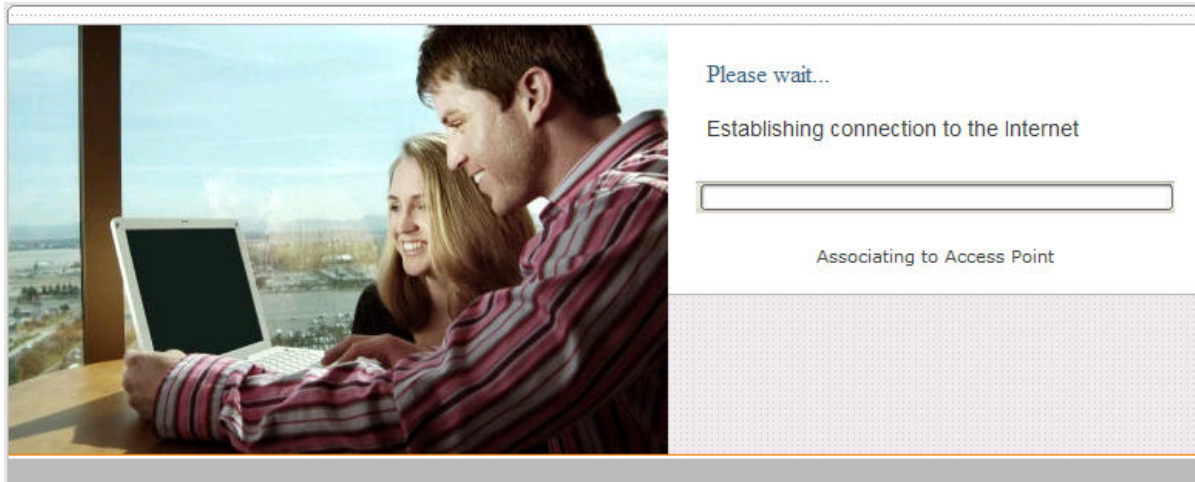 Please wait...
Establishing connection to the Internet
Associating to Access Point